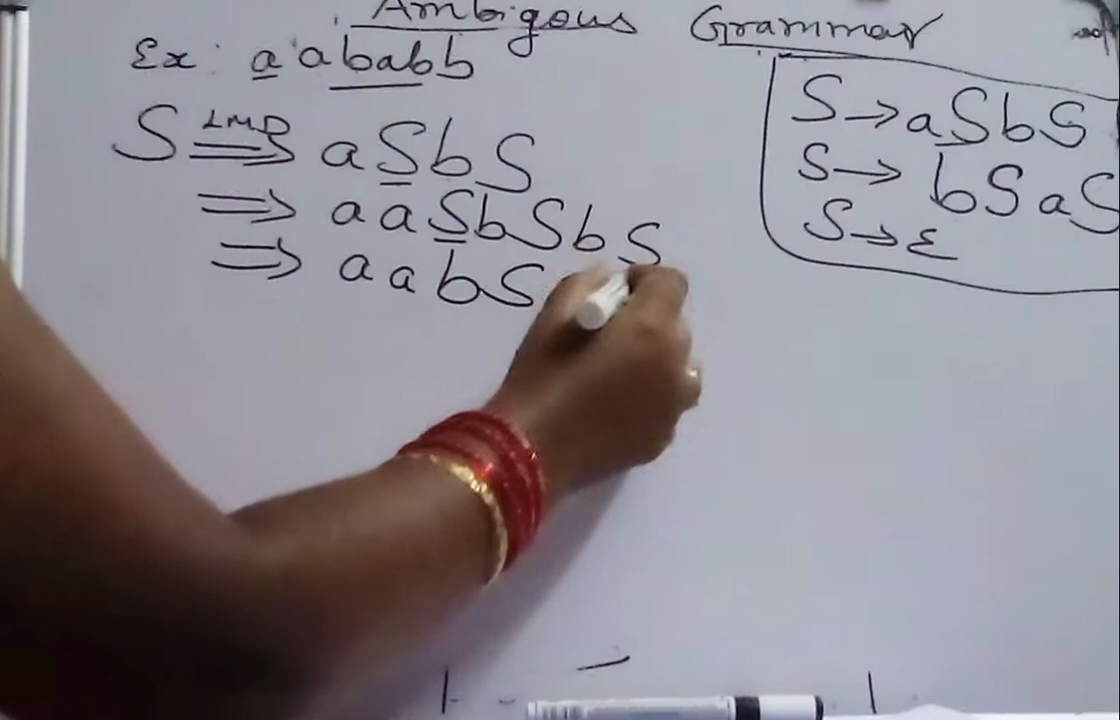 Ambigous Grammar
Ex: aababb
S LMD⟹ aSbS
⟹ aaSbSbS
⟹ aabS
S→aSbS
S→ bSaS
S→ε